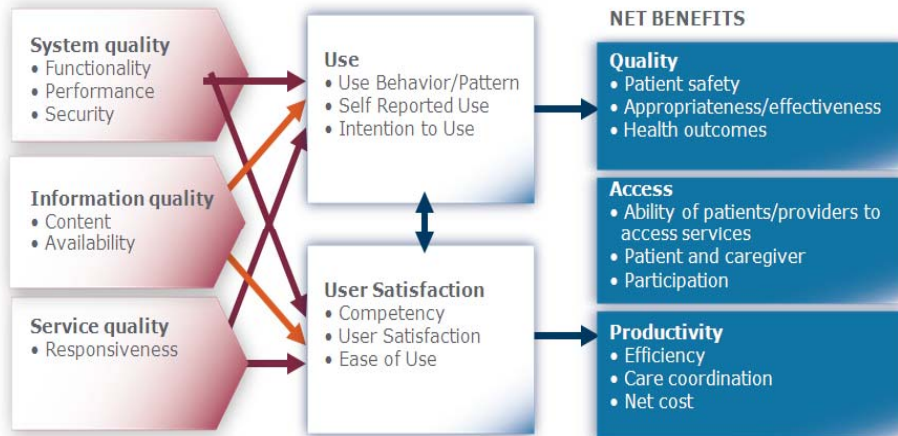 System quality
• Functionality
• Performance
• Security
Information quality
• Content
• Availability
Service quality
• Responsiveness
Use
• Use Behavior/Pattern
• Self Reported Use
• Intention to Use
User Satisfaction
• Competency
• User Satisfaction
• Ease of Use
NET BENEFITS
Quality
• Patient safety
• Appropriateness/effectiveness
• Health outcomes
Access
• Ability of patients/providers to
access services
• Patient and caregiver
• Participation
Productivity
• Efficiency
• Care coordination
• Net cost